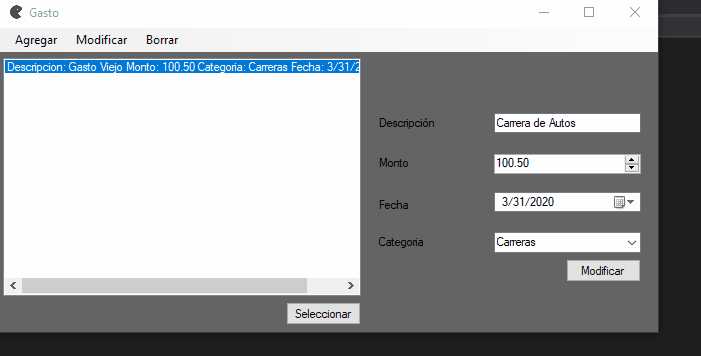 Gasto
Agregar Modificar Borrar
Descripcion: Gasto Viejo Monto: 100.50 Categoria: Carreras Fecha: 3/31/2
Descripción Carrera de Autos
Monto 100.50
Fecha 3/31/2020
Categoria Carreras
Modificar
Seleccionar